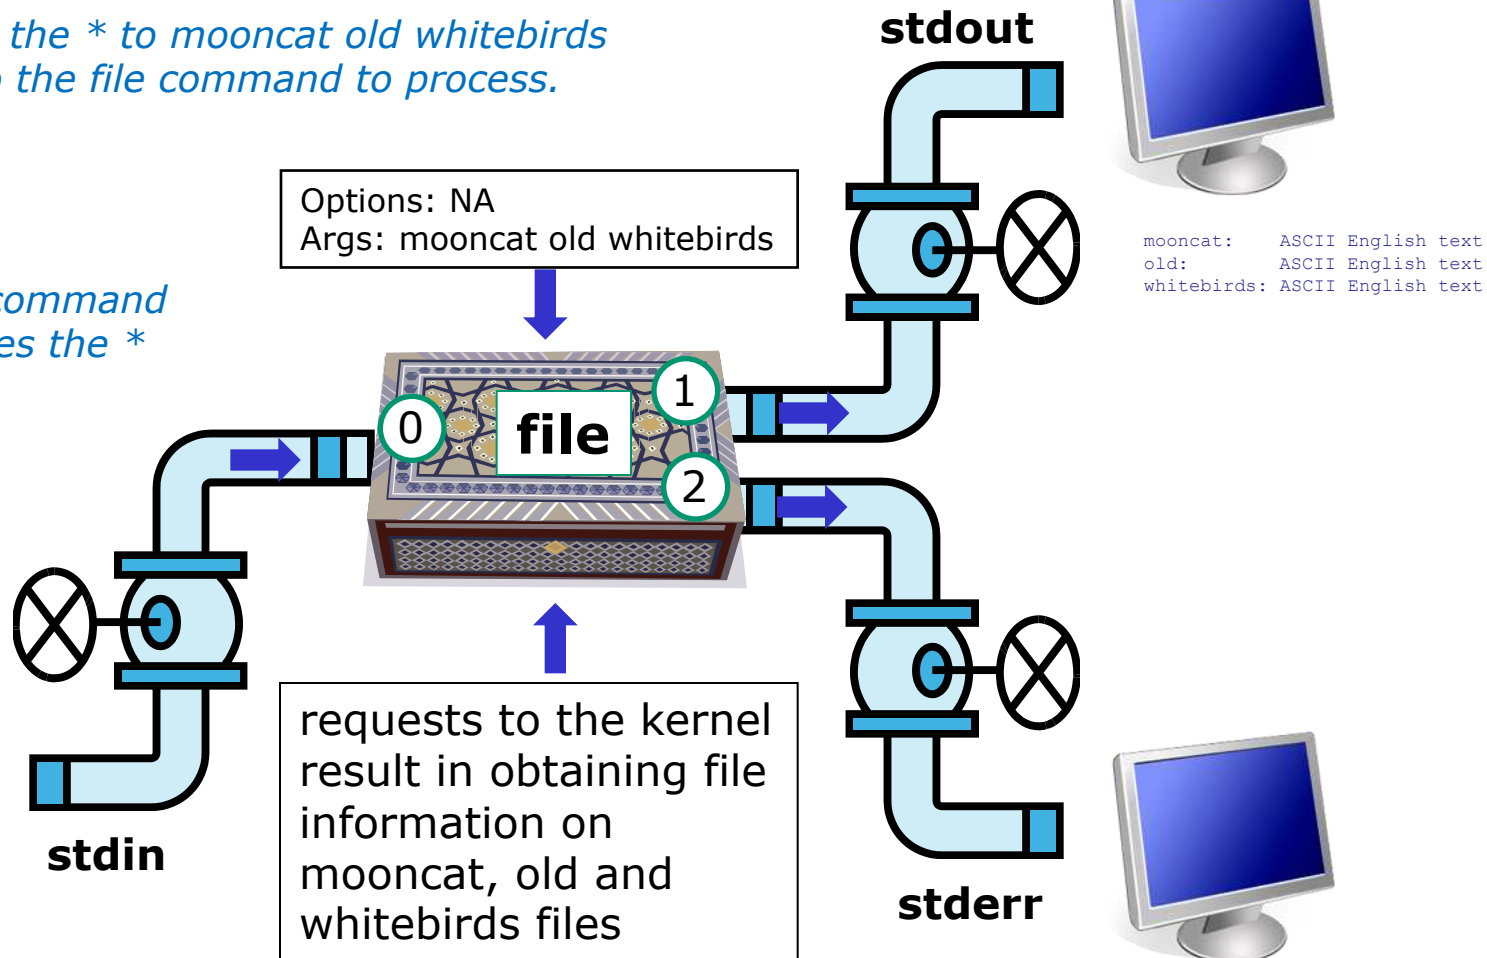 the * to mooncat old whitebirds
the file command to process.
stdout
Options: NA
Args: mooncat old whitebirds
mooncat:    ASCII English text
old:        ASCII English text
whitebirds: ASCII English text
command
es the *
0
file
1
2
requests to the kernel
result in obtaining file
information on
mooncat, old and
whitebirds files
stdin
stderr